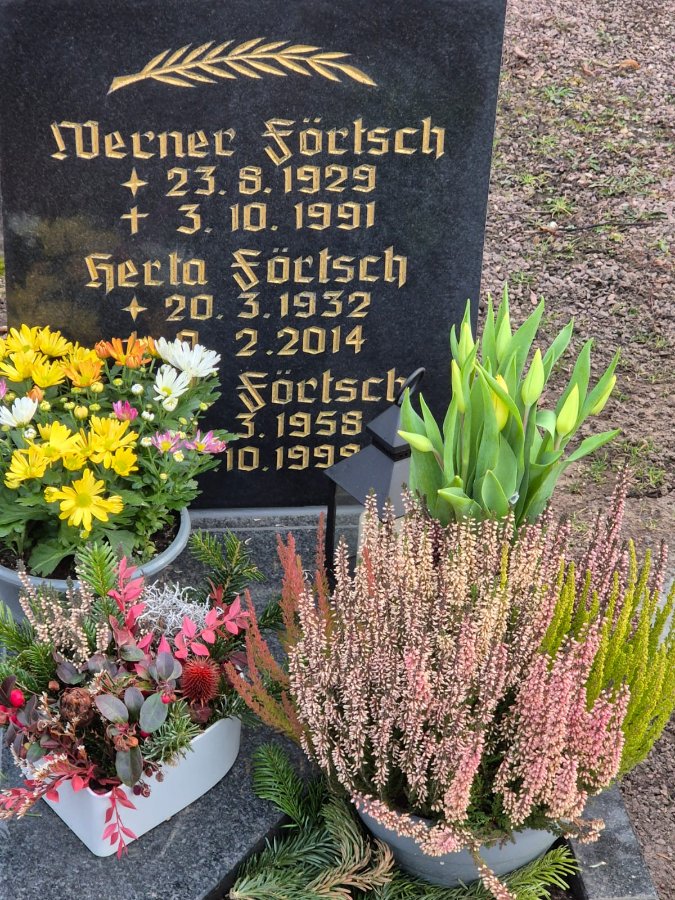 Werner Förtsch
✦ 23. 8. 1929
✝ 3. 10. 1991
Herta Förtsch
✦ 20. 3. 1932
2. 2014
Förtsch
3. 1958
10. 1999